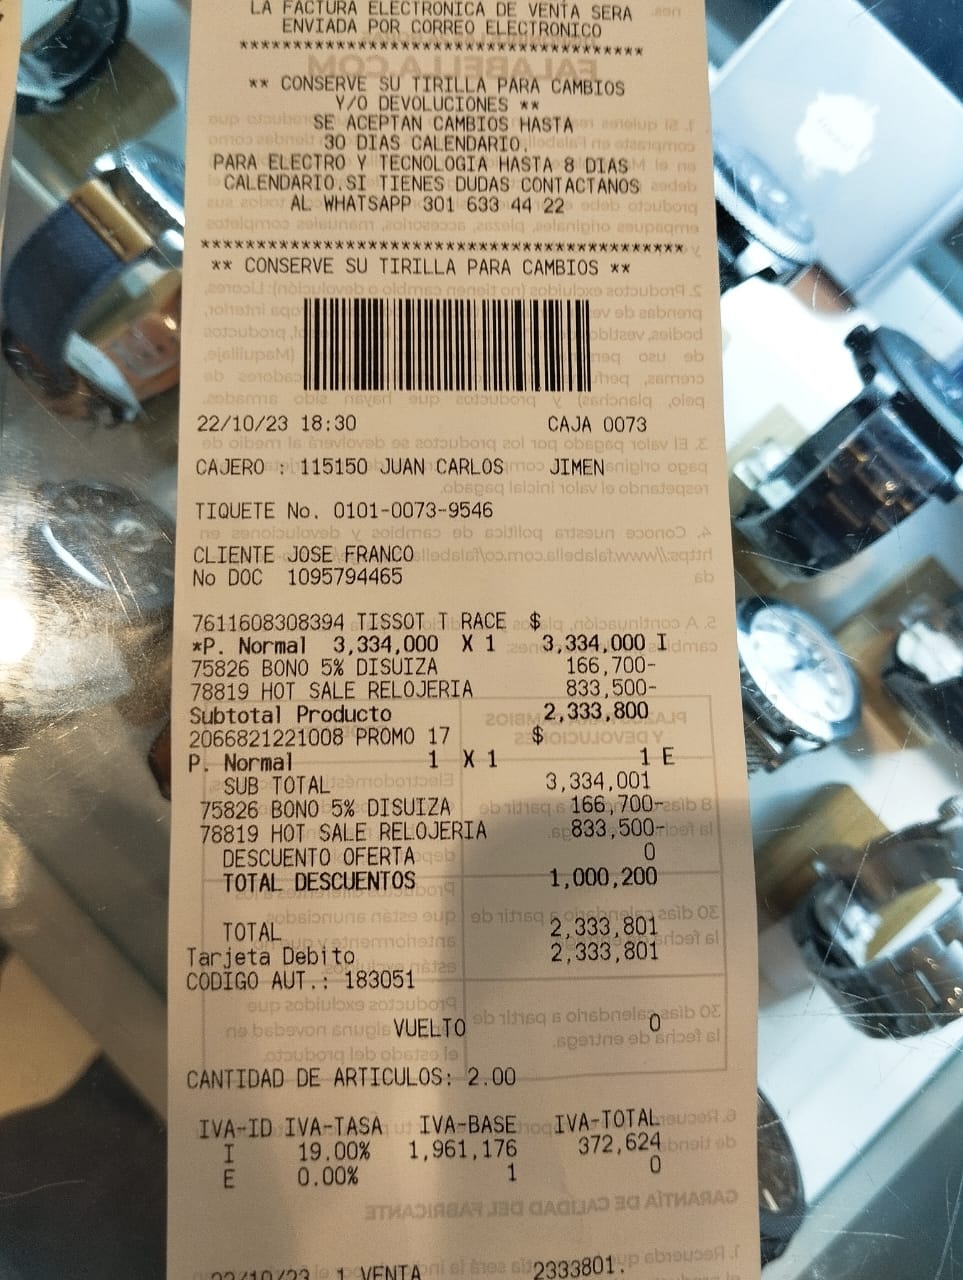 LA FACTURA ELECTRONICA DE VENTA SERA
ENVIADA POR CORREO ELECTRONICO
****************************************
** CONSERVE SU TIRILLA PARA CAMBIOS
Y/O DEVOLUCIONES **
SE ACEPTAN CAMBIOS HASTA
30 DIAS CALENDARIO.
PARA ELECTRO Y TECNOLOGIA HASTA 8 DIAS
CALENDARIO.SI TIENES DUDAS CONTACTANOS
AL WHATSAPP 301 633 44 22
****************************************
** CONSERVE SU TIRILLA PARA CAMBIOS **
22/10/23 18:30 CAJA 0073
CAJERO : 115150 JUAN CARLOS JIMEN
TIQUETE No. 0101-0073-9546
CLIENTE JOSE FRANCO
No DOC 1095794465
7611608308394 TISSOT T RACE $
*P. Normal 3,334,000 X 1 3,334,000 I
75826 BONO 5% DISUIZA 166,700-
78819 HOT SALE RELOJERIA 833,500-
Subtotal Producto 2,333,800
2066821221008 PROMO 17 $
P. Normal 1 X 1 1 E
SUB TOTAL 3,334,001
75826 BONO 5% DISUIZA 166,700-
78819 HOT SALE RELOJERIA 833,500-
DESCUENTO OFERTA 0
TOTAL DESCUENTOS 1,000,200
TOTAL 2,333,801
Tarjeta Debito 2,333,801
CODIGO AUT.: 183051
VUELTO 0
CANTIDAD DE ARTICULOS: 2.00
IVA-ID IVA-TASA IVA-BASE IVA-TOTAL
I 19.00% 1,961,176 372,624
E 0.00% 1 0
22/10/23 1 VENTA 2333801.